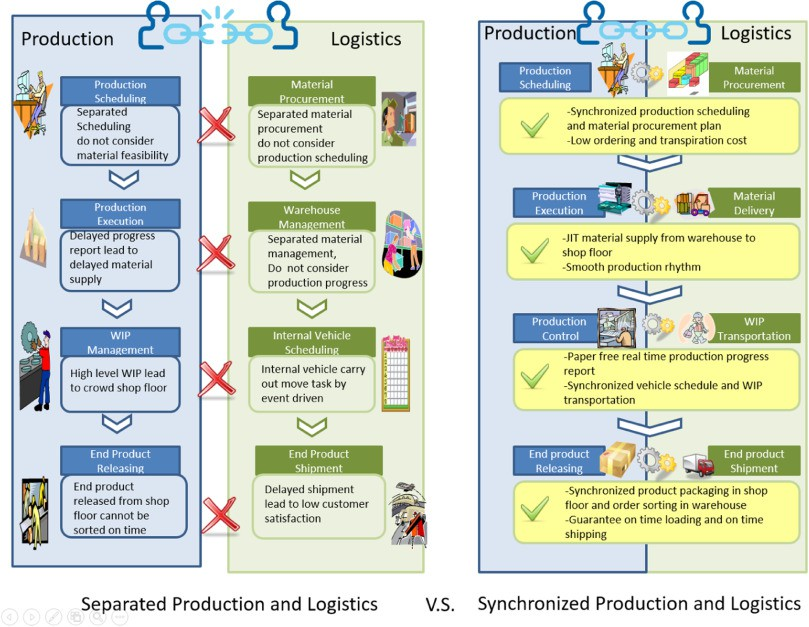 Production
Logistics
Production
Scheduling
Separated
Scheduling
do not consider
material feasibility
Material
Procurement
Separated material
procurement
do not consider
production scheduling
Production
Execution
Delayed progress
report lead to
delayed material
supply
Warehouse
Management
Separated material
management,
Do not consider
production progress
WIP
Management
High level WIP lead
to crowd shop floor
Internal Vehicle
Scheduling
Internal vehicle carry
out move task by
event driven
End Product
Releasing
End product
released from shop
floor cannot be
sorted on time
End Product
Shipment
Delayed shipment
lead to low customer
satisfaction
Production
Logistics
Production
Scheduling
Material
Procurement
-Synchronized production scheduling
and material procurement plan
-Low ordering and transpiration cost
Production
Execution
Material
Delivery
-JIT material supply from warehouse to
shop floor
-Smooth production rhythm
Production
Control
WIP
Transportation
-Paper free real time production progress
report
-Synchronized vehicle schedule and WIP
transportation
End product
Releasing
End product
Shipment
-Synchronized product packaging in shop
floor and order sorting in warehouse
-Guarantee on time loading and on time
shipping
Separated Production and Logistics
V.S.
Synchronized Production and Logistics